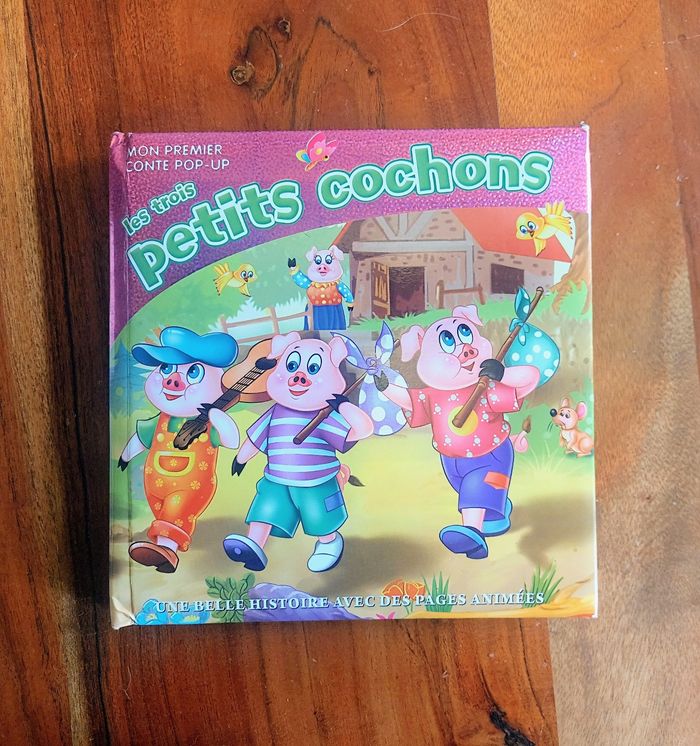 MON PREMIER
CONTE POP-UP
les trois
petits cochons
UNE BELLE HISTOIRE AVEC DES PAGES ANIMÉES